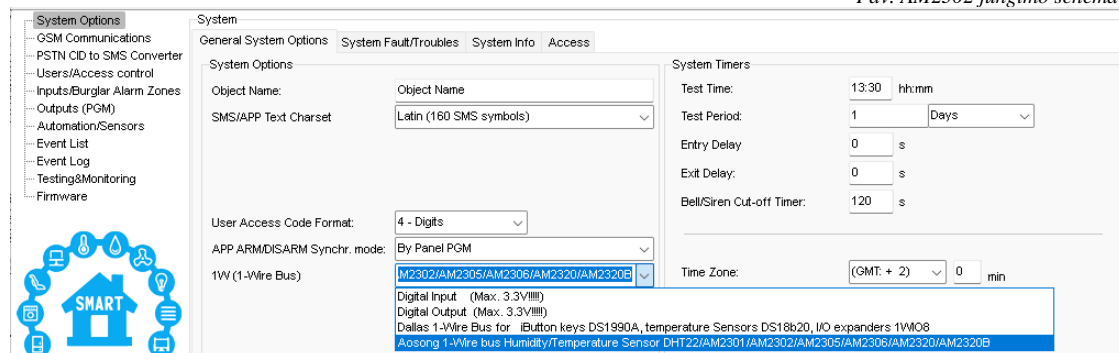 Pav. AM2302 jungimo schema
System Options
GSM Communications
PSTN CID to SMS Converter
Users/Access control
Inputs/Burglar Alarm Zones
Outputs (PGM)
Automation/Sensors
Event List
Event Log
Testing&Monitoring
Firmware
SMART
System
General System Options System Fault/Troubles System Info Access
System Options
Object Name: Object Name
SMS/APP Text Charset Latin (160 SMS symbols)
User Access Code Format: 4 - Digits
APP ARM/DISARM Synchr. mode: By Panel PGM
1W (1-Wire Bus) M2302/AM2305/AM2306/AM2320/AM2320B
Digital Input (Max. 3.3V!!!!!)
Digital Output (Max. 3.3V!!!!)
Dallas 1-Wire Bus for iButton keys DS1990A, temperature Sensors DS18b20, I/O expanders 1WIO8
Aosong 1-Wire bus Humidity/Temperature Sensor DHT22/AM2301/AM2302/AM2305/AM2306/AM2320/AM2320B
System Timers
Test Time: 13:30 hh:mm
Test Period: 1 Days
Entry Delay 0 s
Exit Delay: 0 s
Bell/Siren Cut-off Timer: 120 s
Time Zone: (GMT: + 2) 0 min